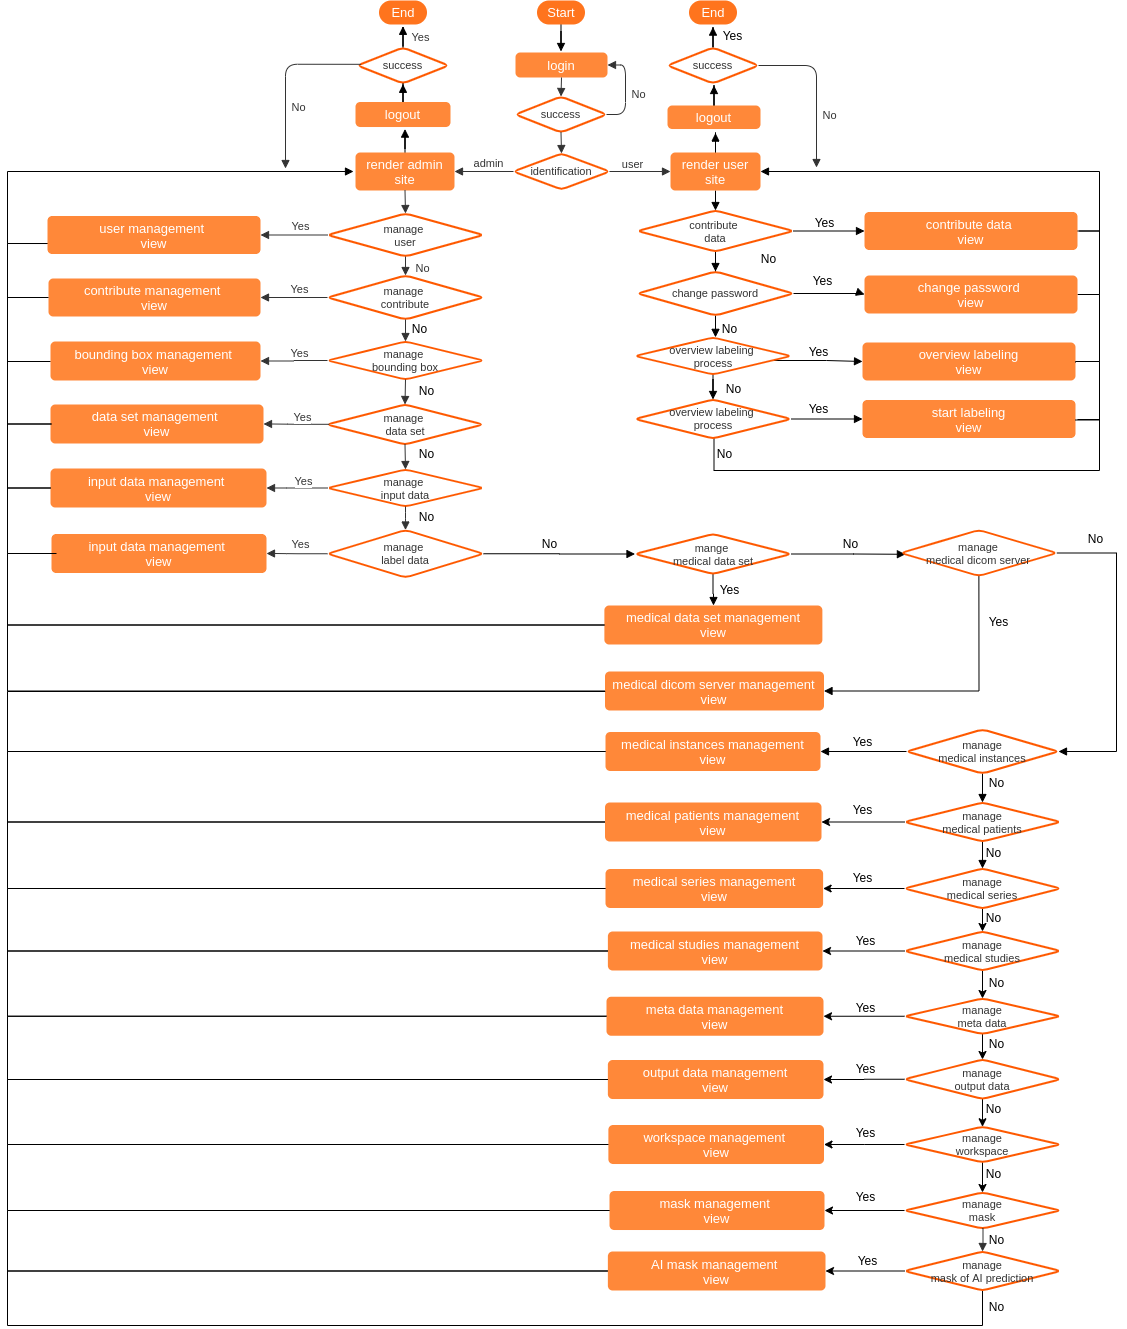 End
Start
End
Yes
Yes
success
login
success
No
No
success
No
logout
logout
render admin
site
admin
identification
user
render user
site
user management
view
Yes
manage
user
contribute
data
Yes
contribute data
view
No
No
contribute management
view
Yes
manage
contribute
change password
Yes
change password
view
No
No
bounding box management
view
Yes
manage
bounding box
overview labeling
process
Yes
overview labeling
view
No
No
data set management
view
Yes
manage
data set
overview labeling
process
Yes
start labeling
view
No
No
input data management
view
Yes
manage
input data
No
input data management
view
Yes
manage
label data
No
mange
medical data set
No
manage
medical dicom server
No
Yes
medical data set management
view
Yes
medical dicom server management
view
medical instances management
view
Yes
manage
medical instances
No
medical patients management
view
Yes
manage
medical patients
No
medical series management
view
Yes
manage
medical series
No
medical studies management
view
Yes
manage
medical studies
No
meta data management
view
Yes
manage
meta data
No
output data management
view
Yes
manage
output data
No
workspace management
view
Yes
manage
workspace
No
mask management
view
Yes
manage
mask
No
AI mask management
view
Yes
manage
mask of AI prediction
No